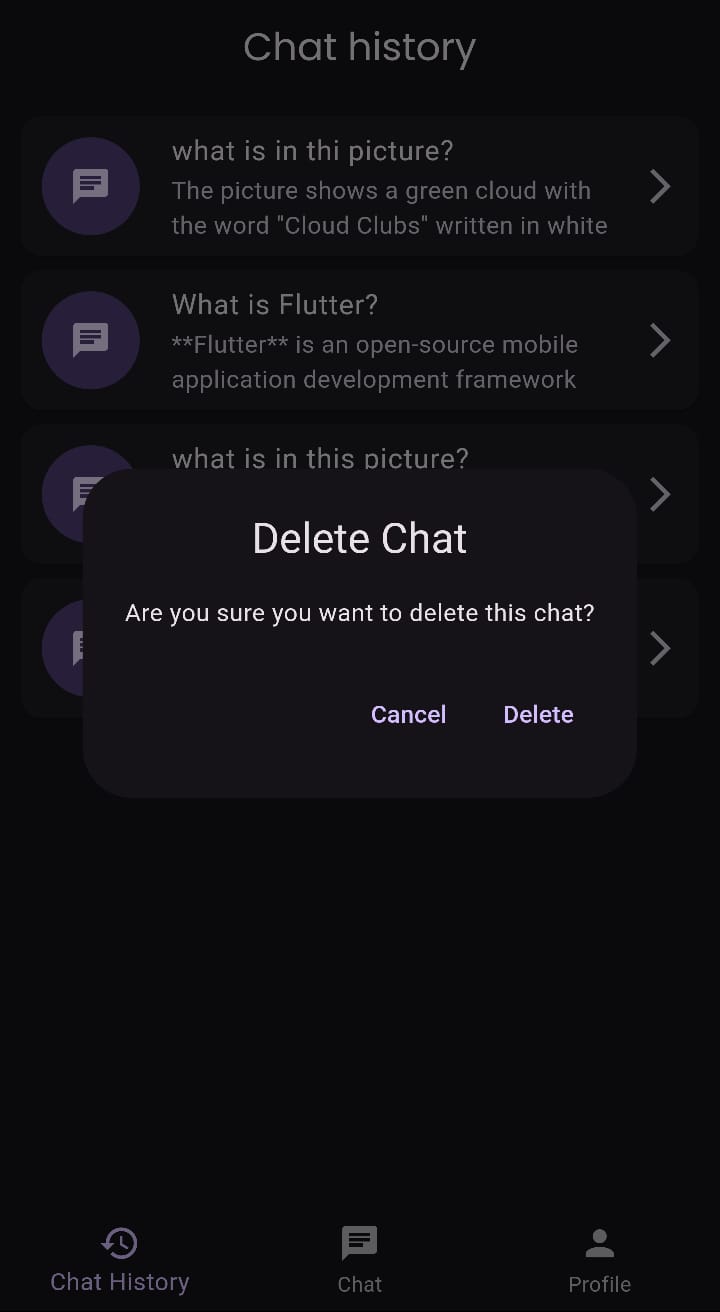 Chat history
what is in thi picture?
The picture shows a green cloud with
the word "Cloud Clubs" written in white
What is Flutter?
**Flutter** is an open-source mobile
application development framework
what is in this picture?
Delete Chat
Are you sure you want to delete this chat?
Cancel
Delete
Chat History
Chat
Profile